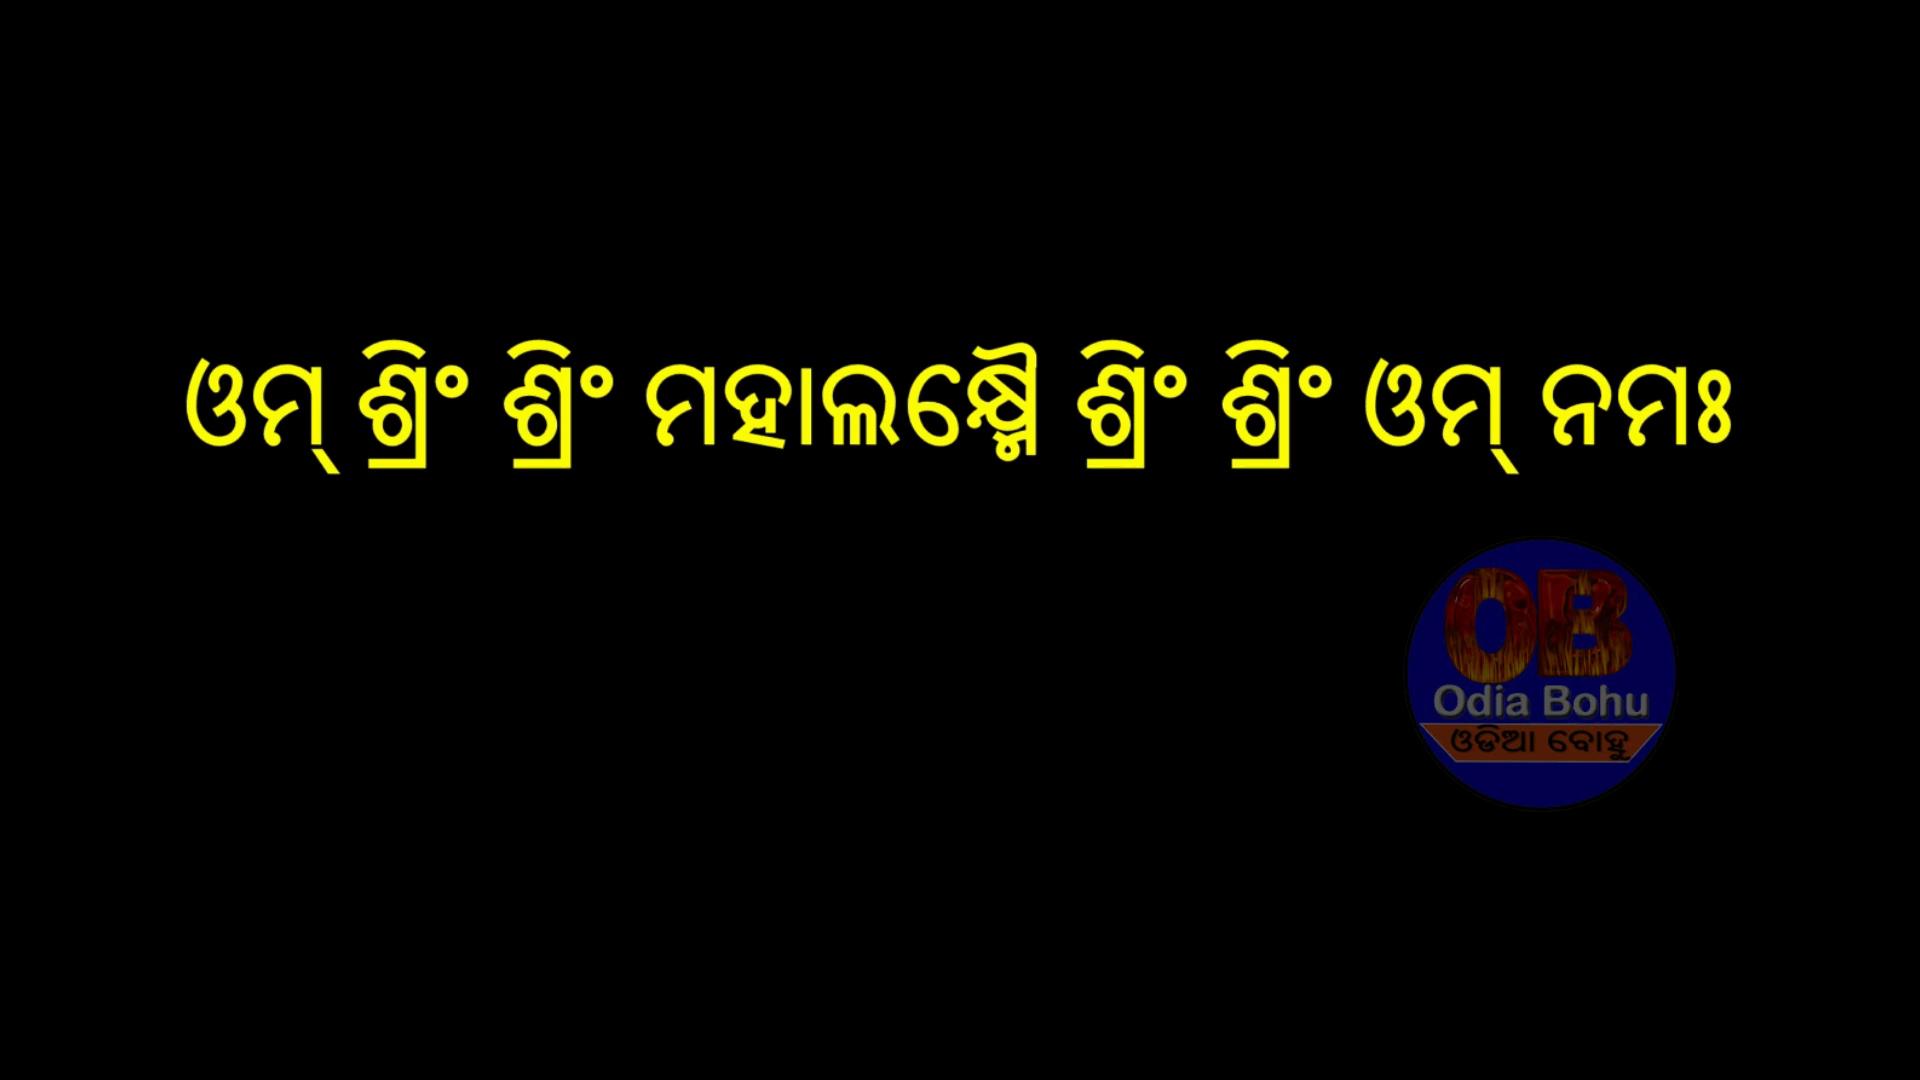 ଓମ୍ ଶ୍ରିଂ ଶ୍ରିଂ ମହାଲକ୍ଷ୍ମୈ ଶ୍ରିଂ ଶ୍ରିଂ ଓମ୍ ନମଃ
OB
Odia Bohu
ଓଡିଆ ବୋହୁ